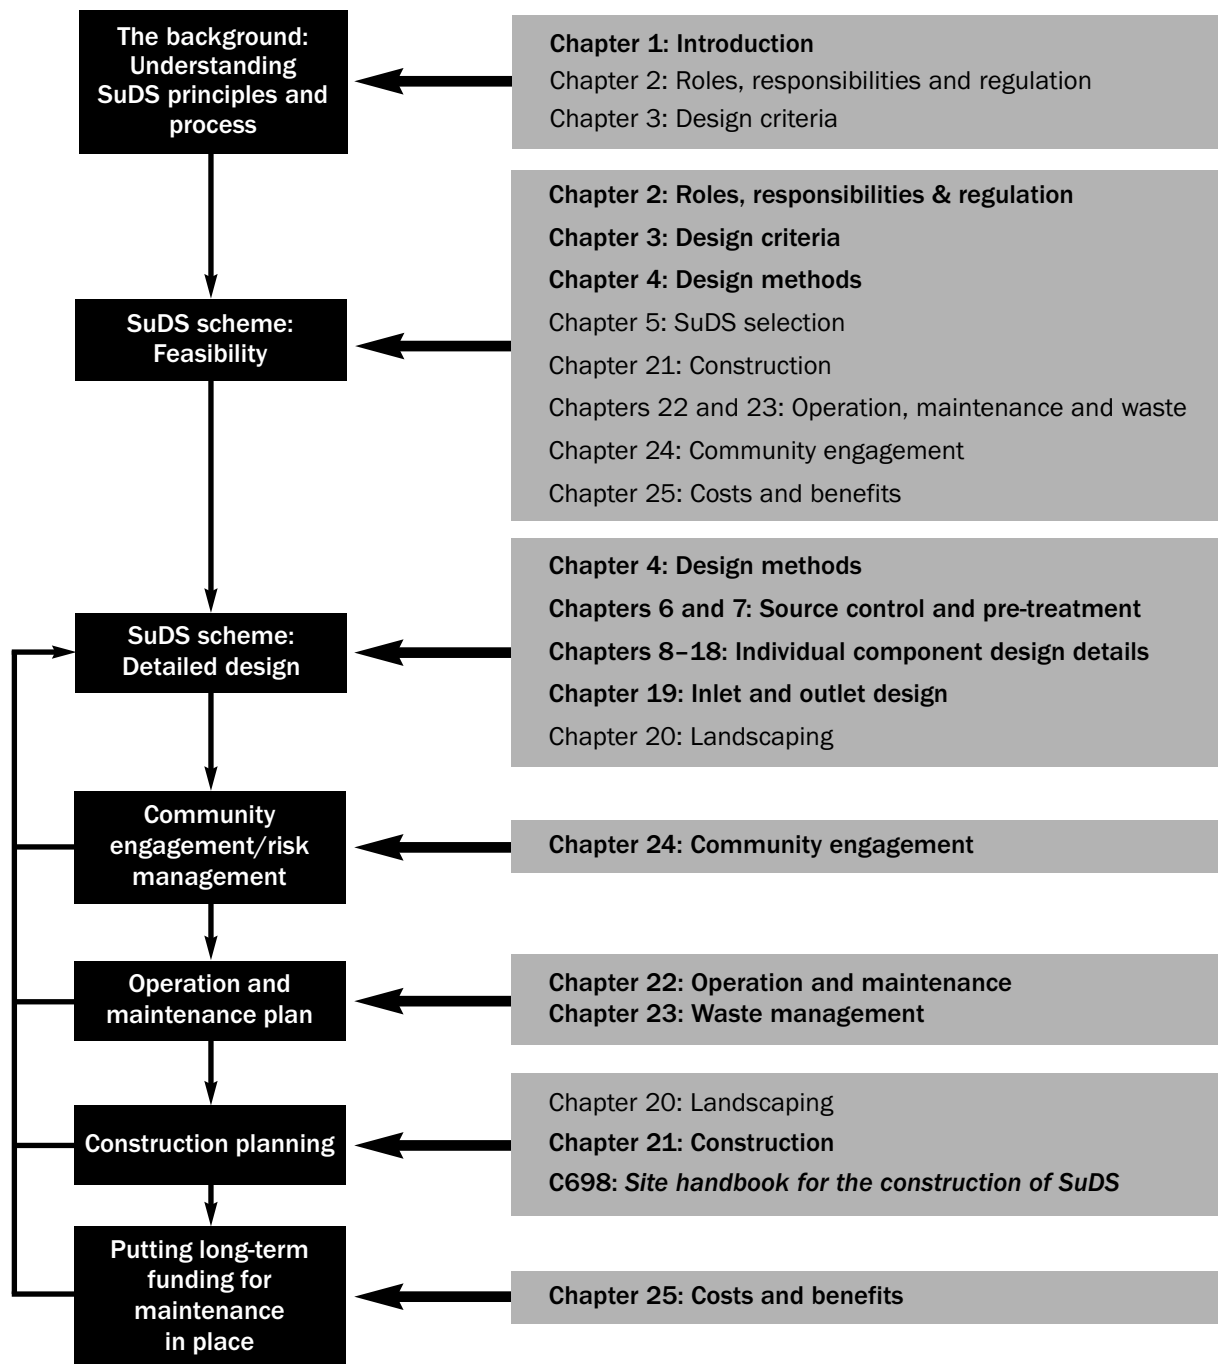 The background:
Understanding
SuDS principles and
process
Chapter 1: Introduction
Chapter 2: Roles, responsibilities and regulation
Chapter 3: Design criteria
SuDS scheme:
Feasibility
Chapter 2: Roles, responsibilities & regulation
Chapter 3: Design criteria
Chapter 4: Design methods
Chapter 5: SuDS selection
Chapter 21: Construction
Chapters 22 and 23: Operation, maintenance and waste
Chapter 24: Community engagement
Chapter 25: Costs and benefits
SuDS scheme:
Detailed design
Chapter 4: Design methods
Chapters 6 and 7: Source control and pre-treatment
Chapters 8–18: Individual component design details
Chapter 19: Inlet and outlet design
Chapter 20: Landscaping
Community
engagement/risk
management
Chapter 24: Community engagement
Operation and
maintenance plan
Chapter 22: Operation and maintenance
Chapter 23: Waste management
Construction planning
Chapter 20: Landscaping
Chapter 21: Construction
C698: Site handbook for the construction of SuDS
Putting long-term
funding for
maintenance
in place
Chapter 25: Costs and benefits